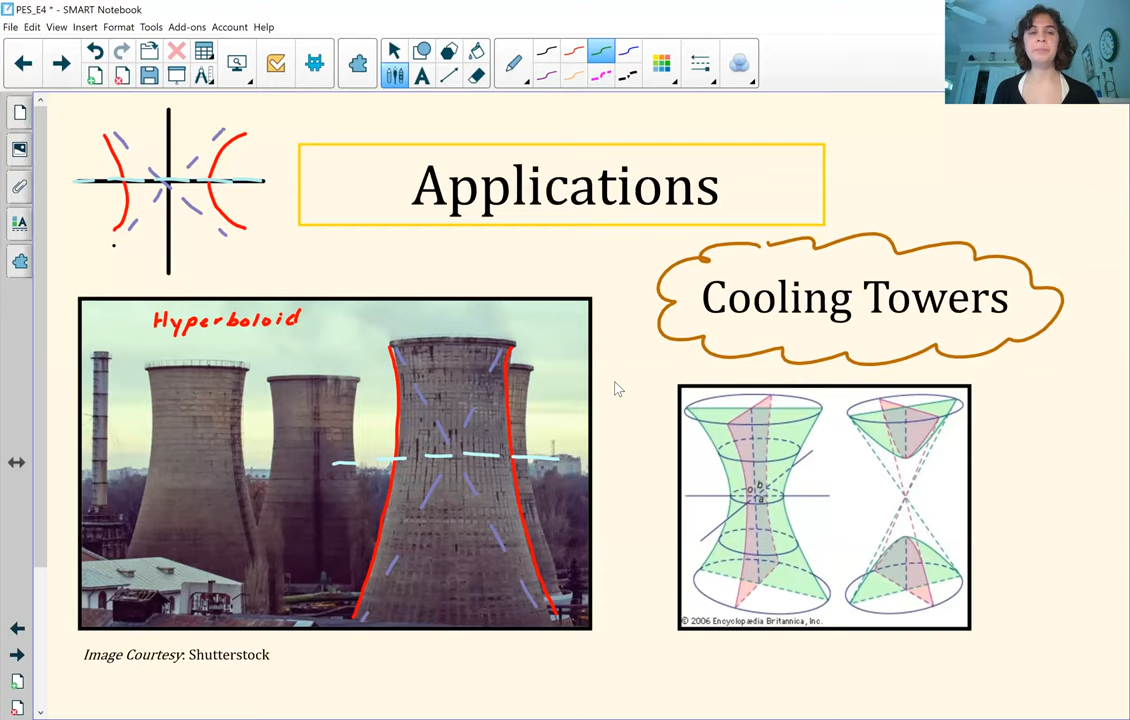 PES_E4 * - SMART Notebook
File Edit View Insert Format Tools Add-ons Account Help
Applications
Cooling Towers
Hyperboloid
b
o
a
© 2006 Encyclopædia Britannica, Inc.
Image Courtesy: Shutterstock